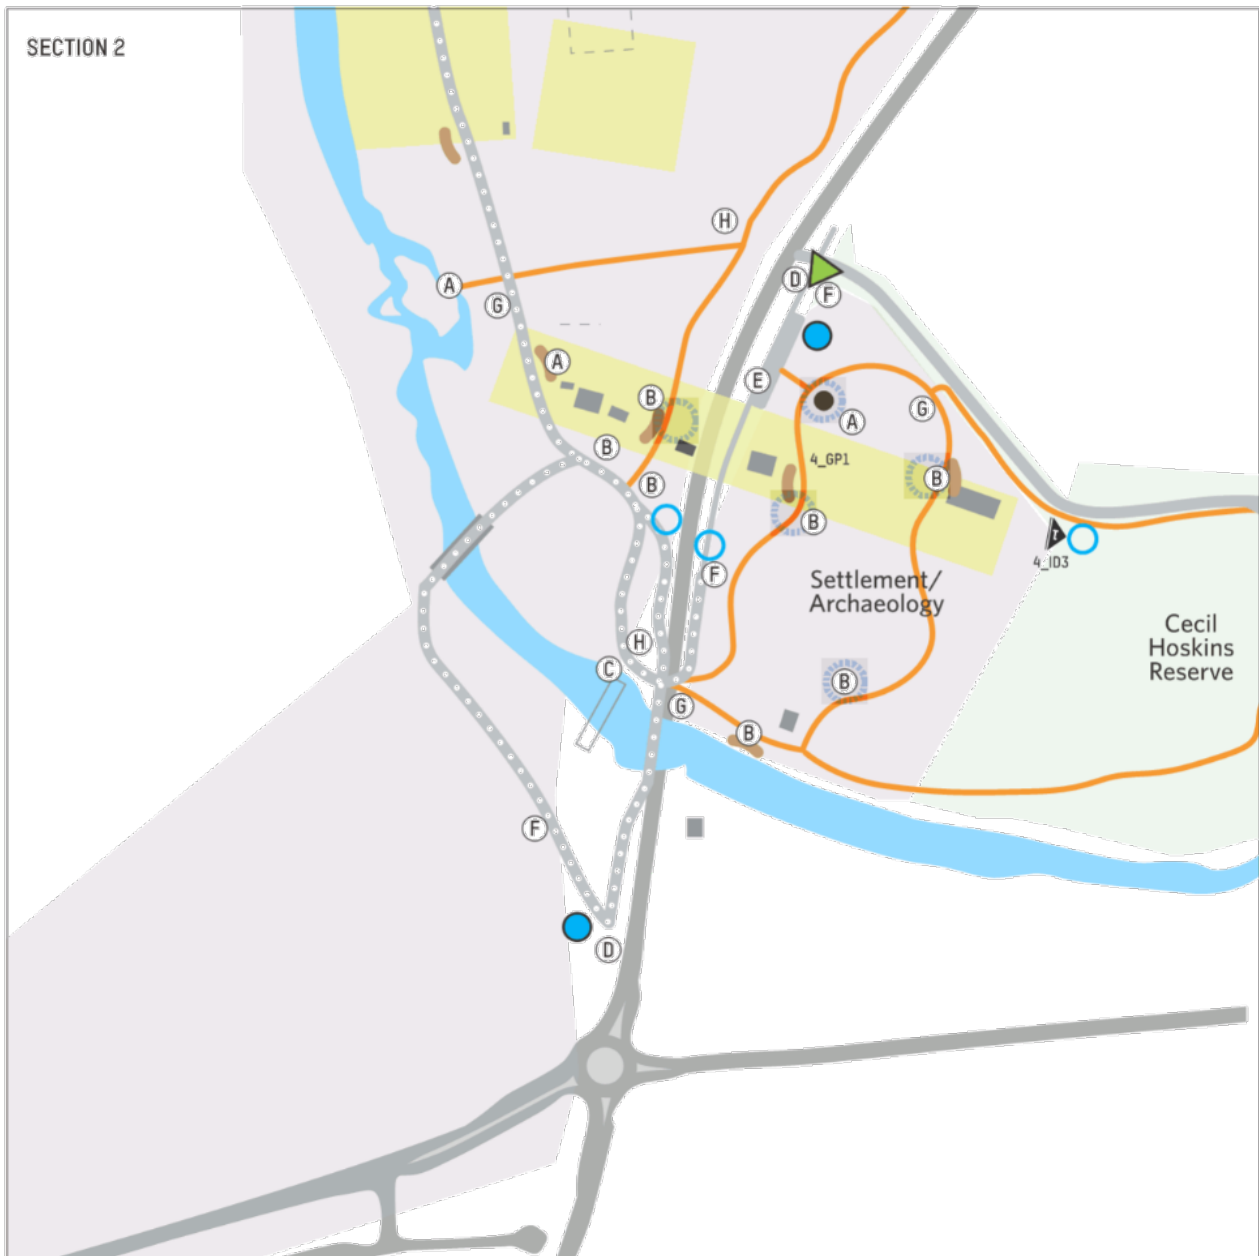 SECTION 2
H
A
G
D
F
A
E
B
G
A
B
4_GP1
B
B
B
4_ID3
F
Settlement/
Archaeology
Cecil
Hoskins
Reserve
H
C
B
G
B
F
D